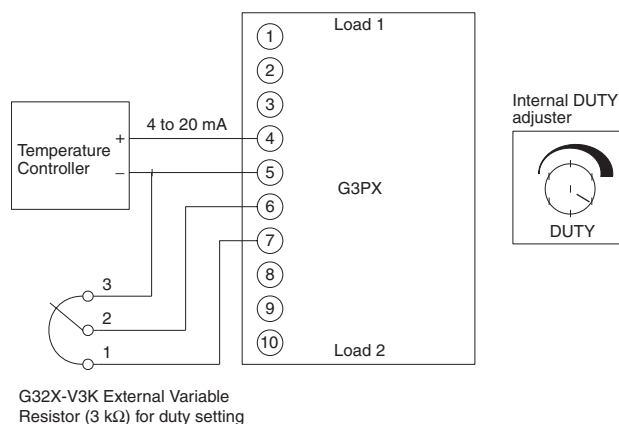 Load 1
1
2
3
4
5
6
7
8
9
10
G3PX
Load 2
4 to 20 mA
Temperature
Controller
+
–
3
2
1
G32X-V3K External Variable
Resistor (3 kΩ) for duty setting
Internal DUTY
adjuster
DUTY